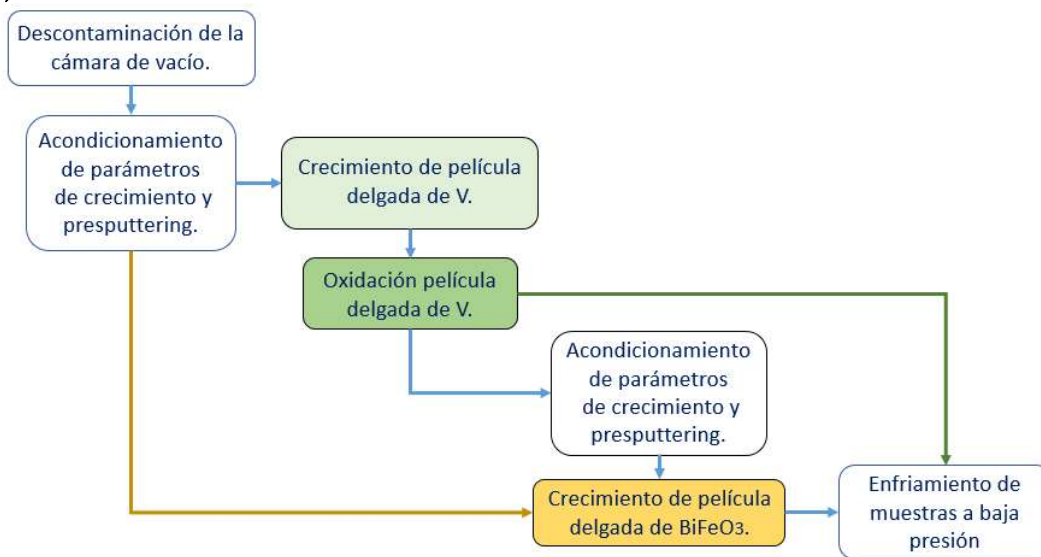 Descontaminación de la
cámara de vacío.
Acondicionamiento
de parámetros
de crecimiento y
presputtering.
Crecimiento de película
delgada de V.
Oxidación película
delgada de V.
Acondicionamiento
de parámetros
de crecimiento y
presputtering.
Crecimiento de película
delgada de BiFeO3.
Enfriamiento de
muestras a baja
presión